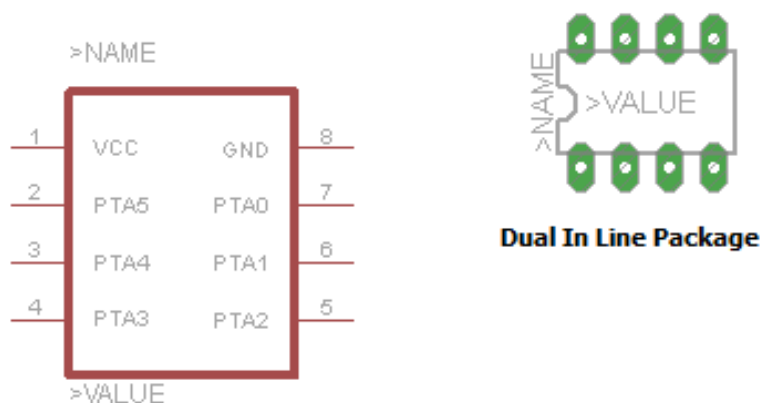 >NAME
1 VCC GND 8
2 PTA5 PTA0 7
3 PTA4 PTA1 6
4 PTA3 PTA2 5
>VALUE
>NAME
>VALUE
Dual In Line Package